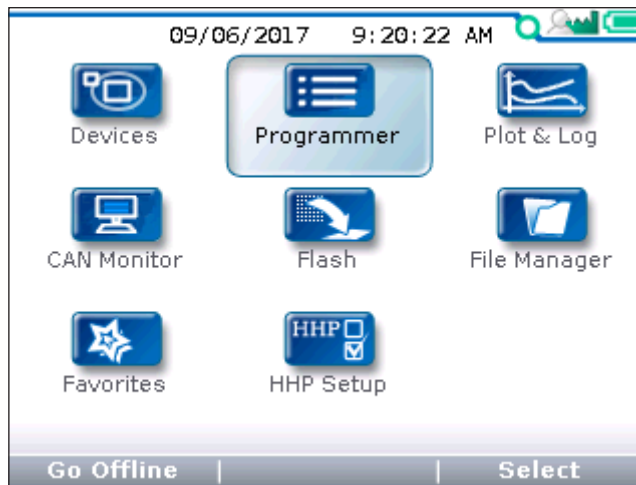 09/06/2017 9:20:22 AM
Devices Programmer Plot & Log
CAN Monitor Flash File Manager
HHP
Favorites HHP Setup
Go Offline | | Select